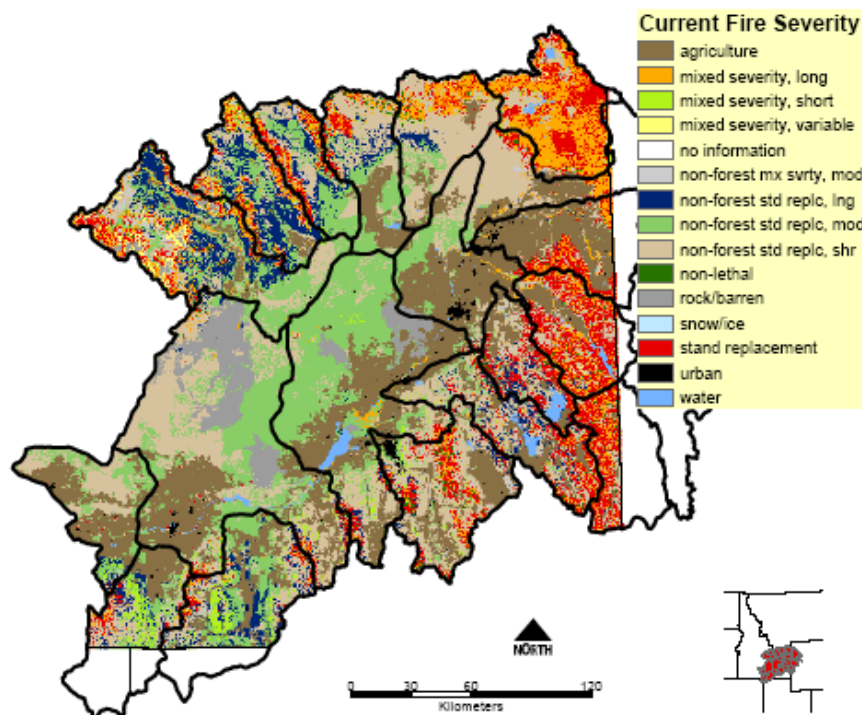 Current Fire Severity
agriculture
mixed severity, long
mixed severity, short
mixed severity, variable
no information
non-forest mx svrty, mod
non-forest std replc, lng
non-forest std replc, mod
non-forest std replc, shr
non-lethal
rock/barren
snow/ice
stand replacement
urban
water
NORTH
0 30 60 120
Kilometers